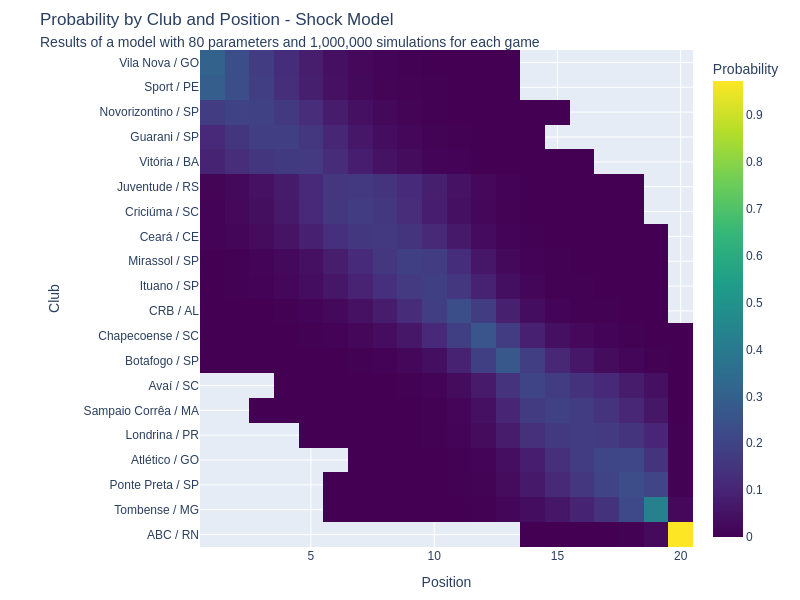 Probability by Club and Position - Shock Model
Results of a model with 80 parameters and 1,000,000 simulations for each game
Probability
Vila Nova / GO
Sport / PE
Novorizontino / SP
Guarani / SP
Vitória / BA
Juventude / RS
Criciúma / SC
Ceará / CE
Mirassol / SP
Ituano / SP
CRB / AL
Chapecoense / SC
Botafogo / SP
Avaí / SC
Sampaio Corrêa / MA
Londrina / PR
Atlético / GO
Ponte Preta / SP
Tombense / MG
ABC / RN
Club
5 10 15 20
Position
0.9
0.8
0.7
0.6
0.5
0.4
0.3
0.2
0.1
0